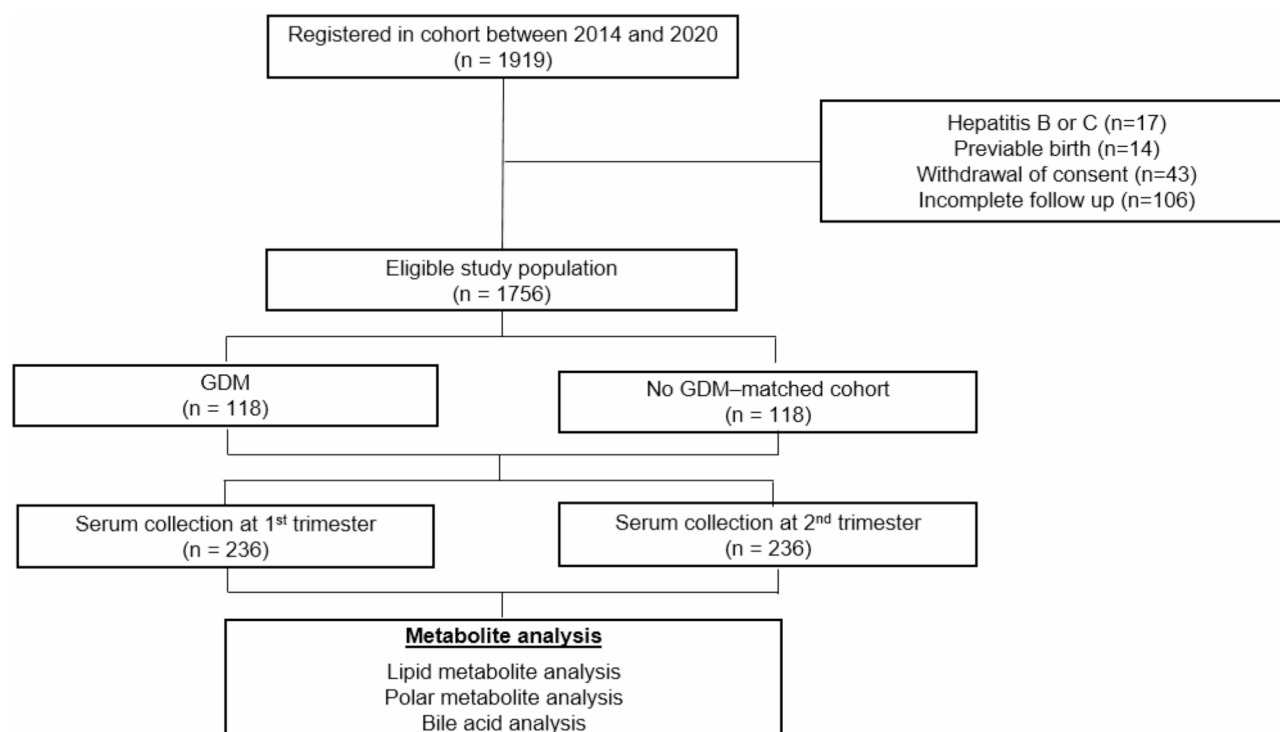 Registered in cohort between 2014 and 2020
(n = 1919)
Hepatitis B or C (n=17)
Previable birth (n=14)
Withdrawal of consent (n=43)
Incomplete follow up (n=106)
Eligible study population
(n = 1756)
GDM
(n = 118)
No GDM–matched cohort
(n = 118)
Serum collection at 1st trimester
(n = 236)
Serum collection at 2nd trimester
(n = 236)
Metabolite analysis
Lipid metabolite analysis
Polar metabolite analysis
Bile acid analysis